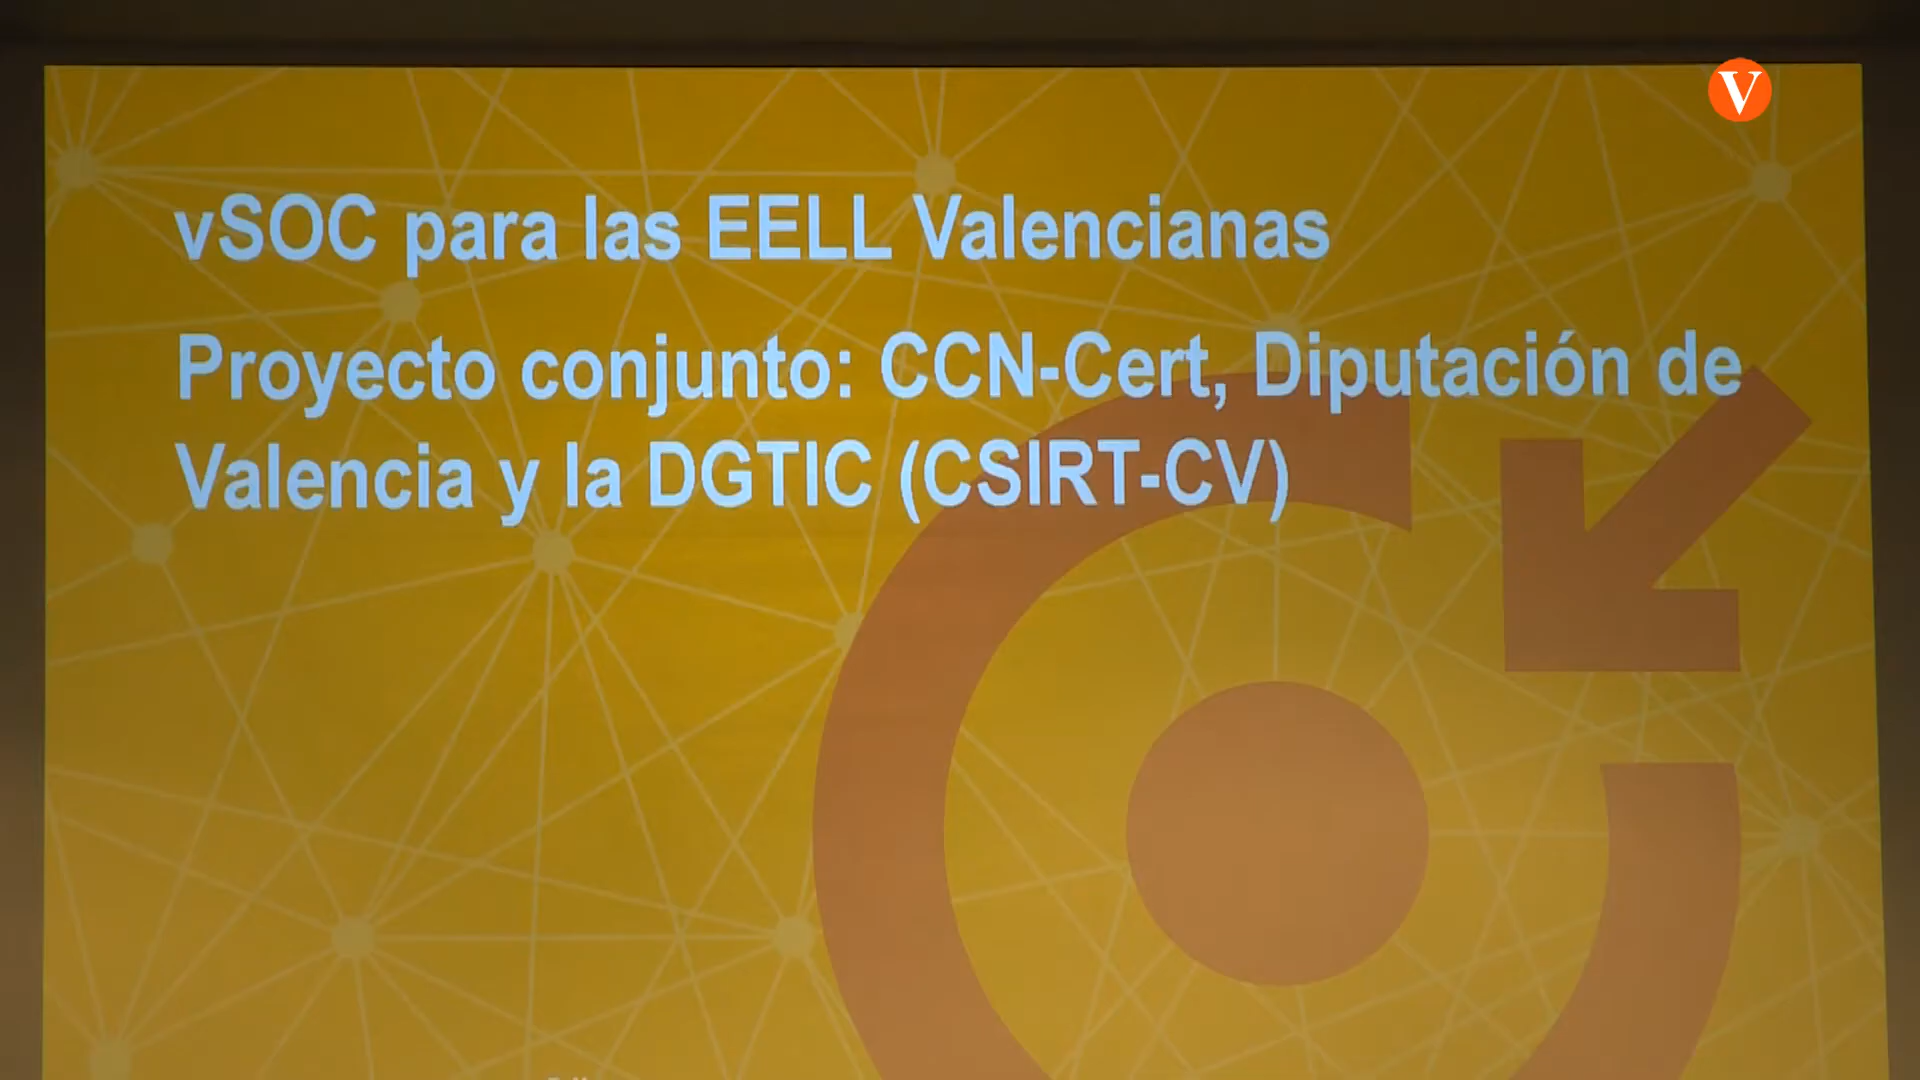 V
vSOC para las EELL Valencianas
Proyecto conjunto: CCN-Cert, Diputación de
Valencia y la DGTIC (CSIRT-CV)